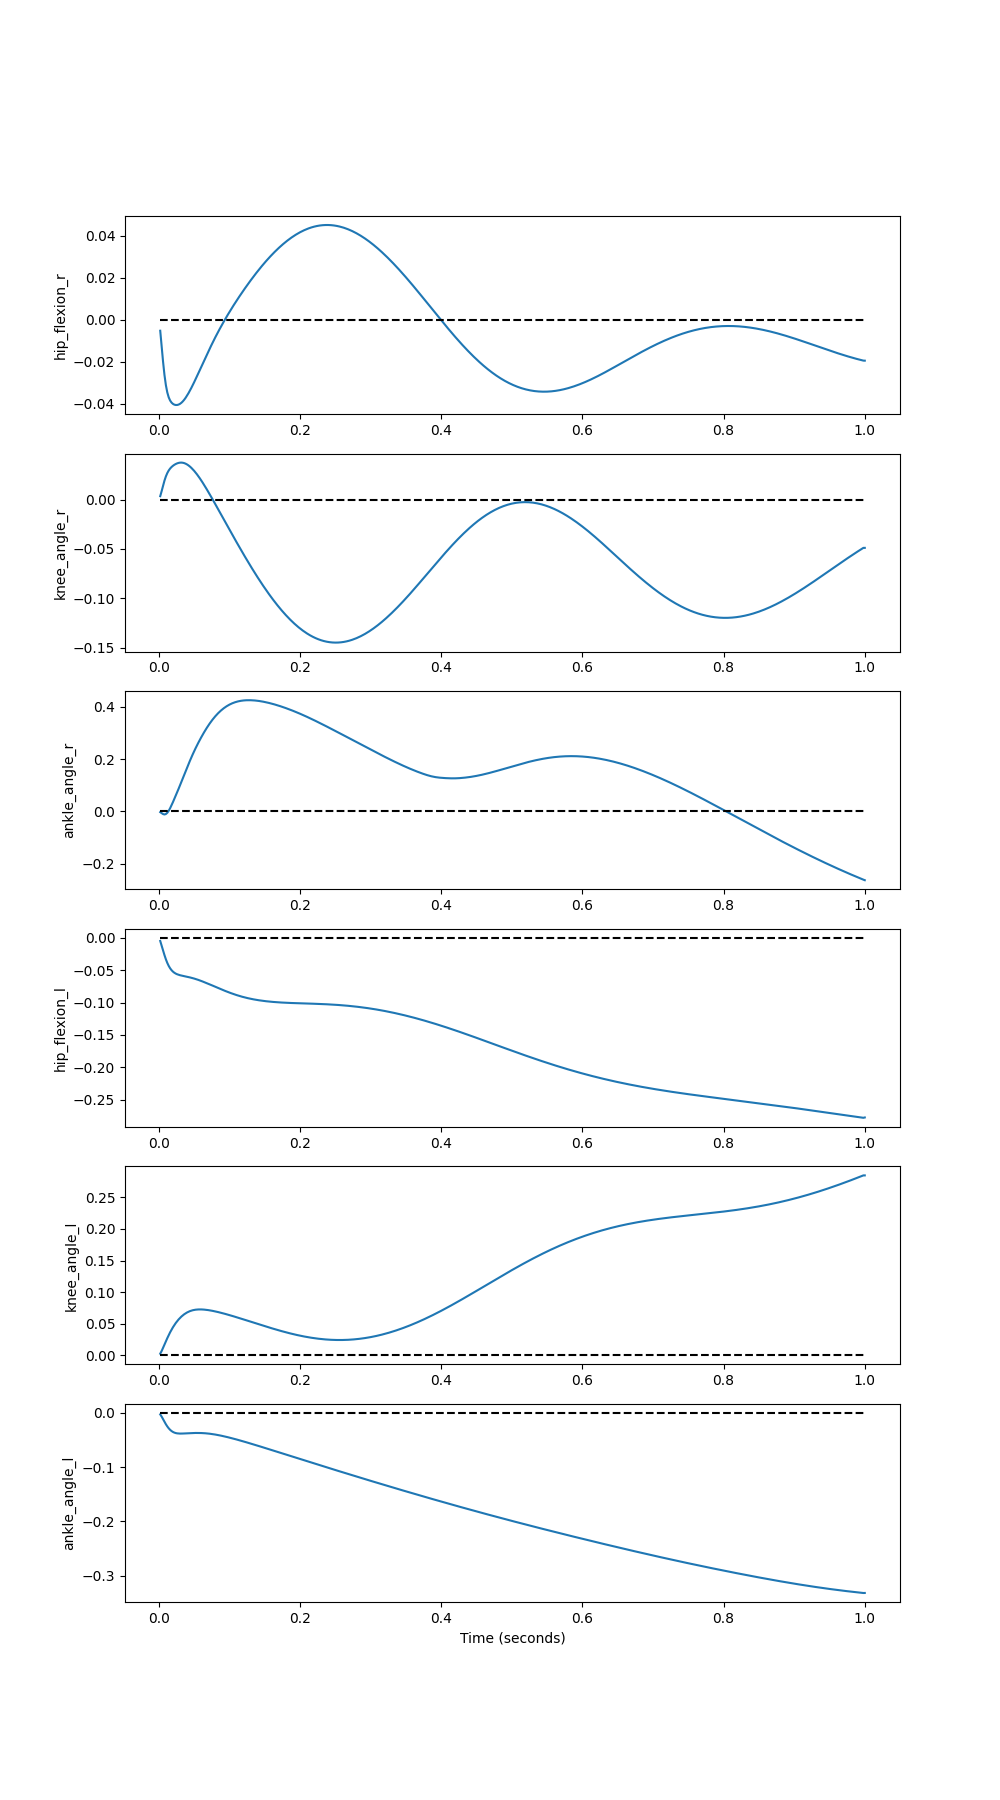 hip_flexion_r
0.04
0.02
0.00
−0.02
−0.04
0.0 0.2 0.4 0.6 0.8 1.0
knee_angle_r
0.00
−0.05
−0.10
−0.15
0.0 0.2 0.4 0.6 0.8 1.0
ankle_angle_r
0.4
0.2
0.0
−0.2
0.0 0.2 0.4 0.6 0.8 1.0
hip_flexion_l
0.00
−0.05
−0.10
−0.15
−0.20
−0.25
0.0 0.2 0.4 0.6 0.8 1.0
knee_angle_l
0.25
0.20
0.15
0.10
0.05
0.00
0.0 0.2 0.4 0.6 0.8 1.0
ankle_angle_l
0.0
−0.1
−0.2
−0.3
0.0 0.2 0.4 0.6 0.8 1.0
Time (seconds)